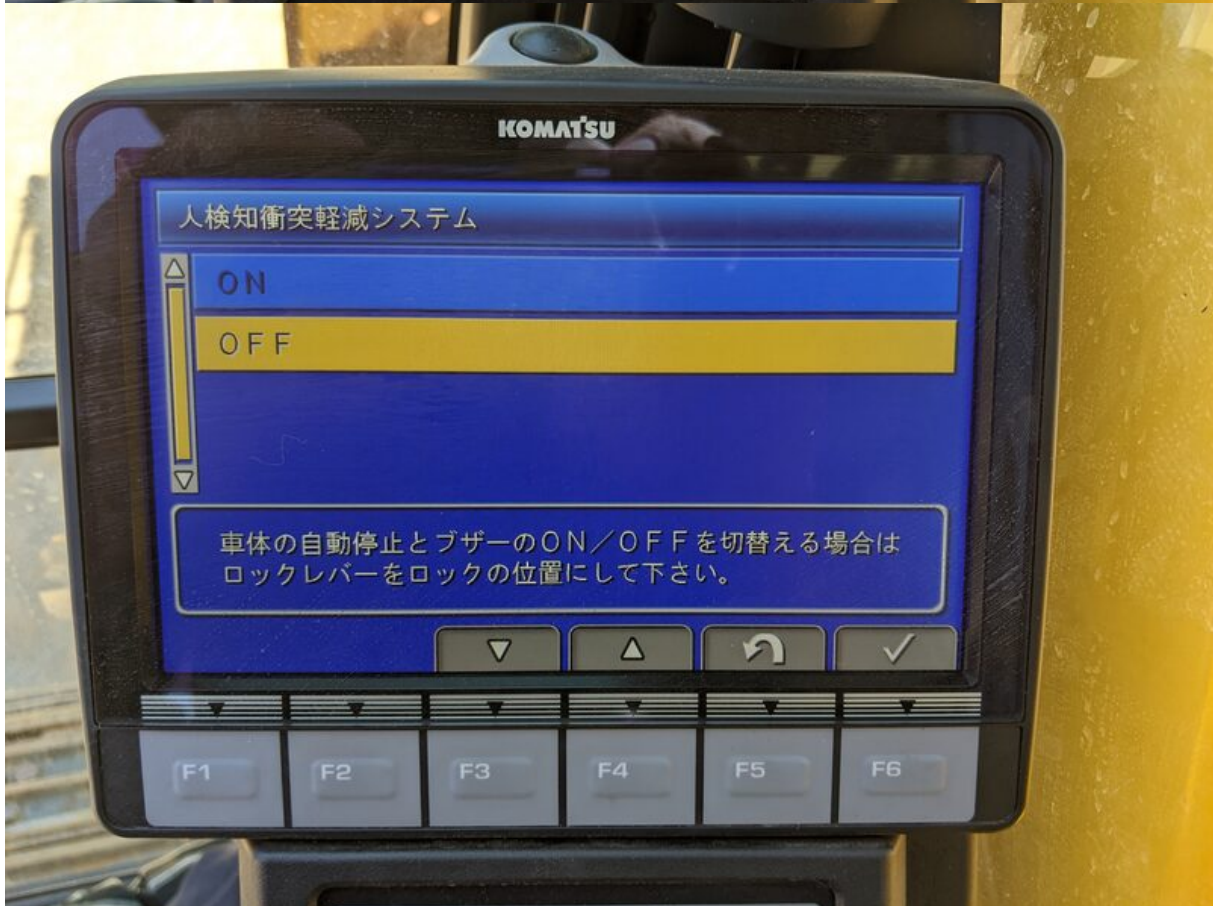 KOMATSU
人検知衝突軽減システム
ON
OFF
車体の自動停止とブザーのON／OFFを切替える場合は
ロックレバーをロックの位置にして下さい。
F1 F2 F3 F4 F5 F6